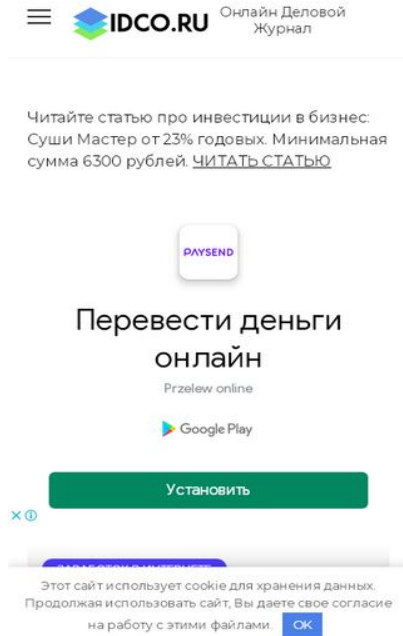 IDCO.RU
Онлайн Деловой
Журнал
Читайте статью про инвестиции в бизнес:
Суши Мастер от 23% годовых. Минимальная
сумма 6300 рублей. ЧИТАТЬ СТАТЬЮ
PAYSEND
Перевести деньги
онлайн
Przelew online
Google Play
Установить
ЗАРАБОТОК В ИНТЕРНЕТЕ
Этот сайт использует cookie для хранения данных.
Продолжая использовать сайт, Вы даете свое согласие
на работу с этими файлами. OK